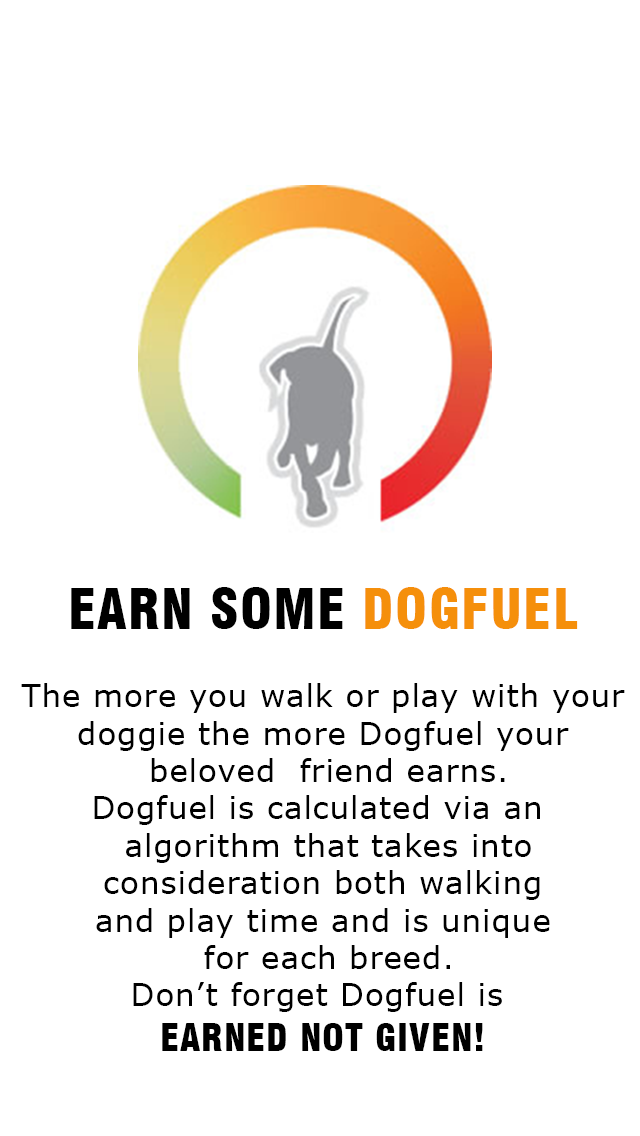 EARN SOME DOGFUEL
The more you walk or play with your
doggie the more Dogfuel your
beloved  friend earns.
Dogfuel is calculated via an
algorithm that takes into
consideration both walking
and play time and is unique
for each breed.
Don’t forget Dogfuel is
EARNED NOT GIVEN!